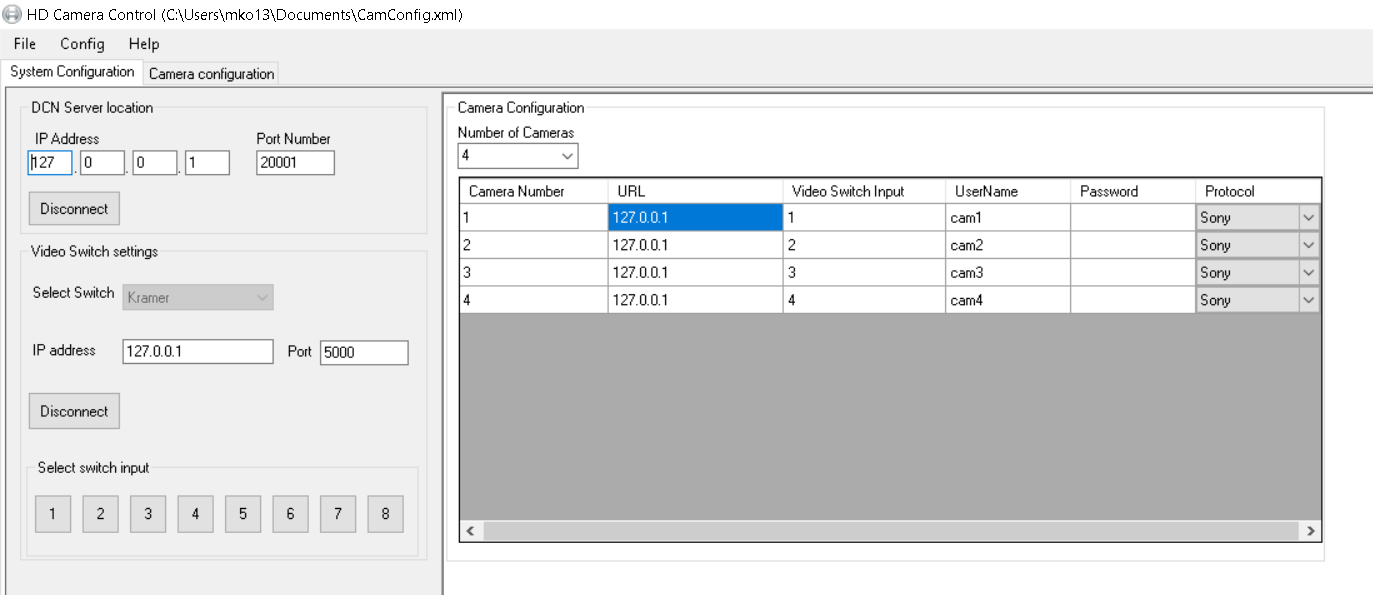 HD Camera Control (C:\Users\mko13\Documents\CamConfig.xml)
File Config Help
System Configuration Camera configuration
DCN Server location
IP Address Port Number
127 . 0 . 0 . 1 20001
Disconnect
Video Switch settings
Select Switch Kramer
IP address 127.0.0.1 Port 5000
Disconnect
Select switch input
1 2 3 4 5 6 7 8
Camera Configuration
Number of Cameras
4
Camera Number URL Video Switch Input UserName Password Protocol
1 127.0.0.1 1 cam1 Sony
2 127.0.0.1 2 cam2 Sony
3 127.0.0.1 3 cam3 Sony
4 127.0.0.1 4 cam4 Sony